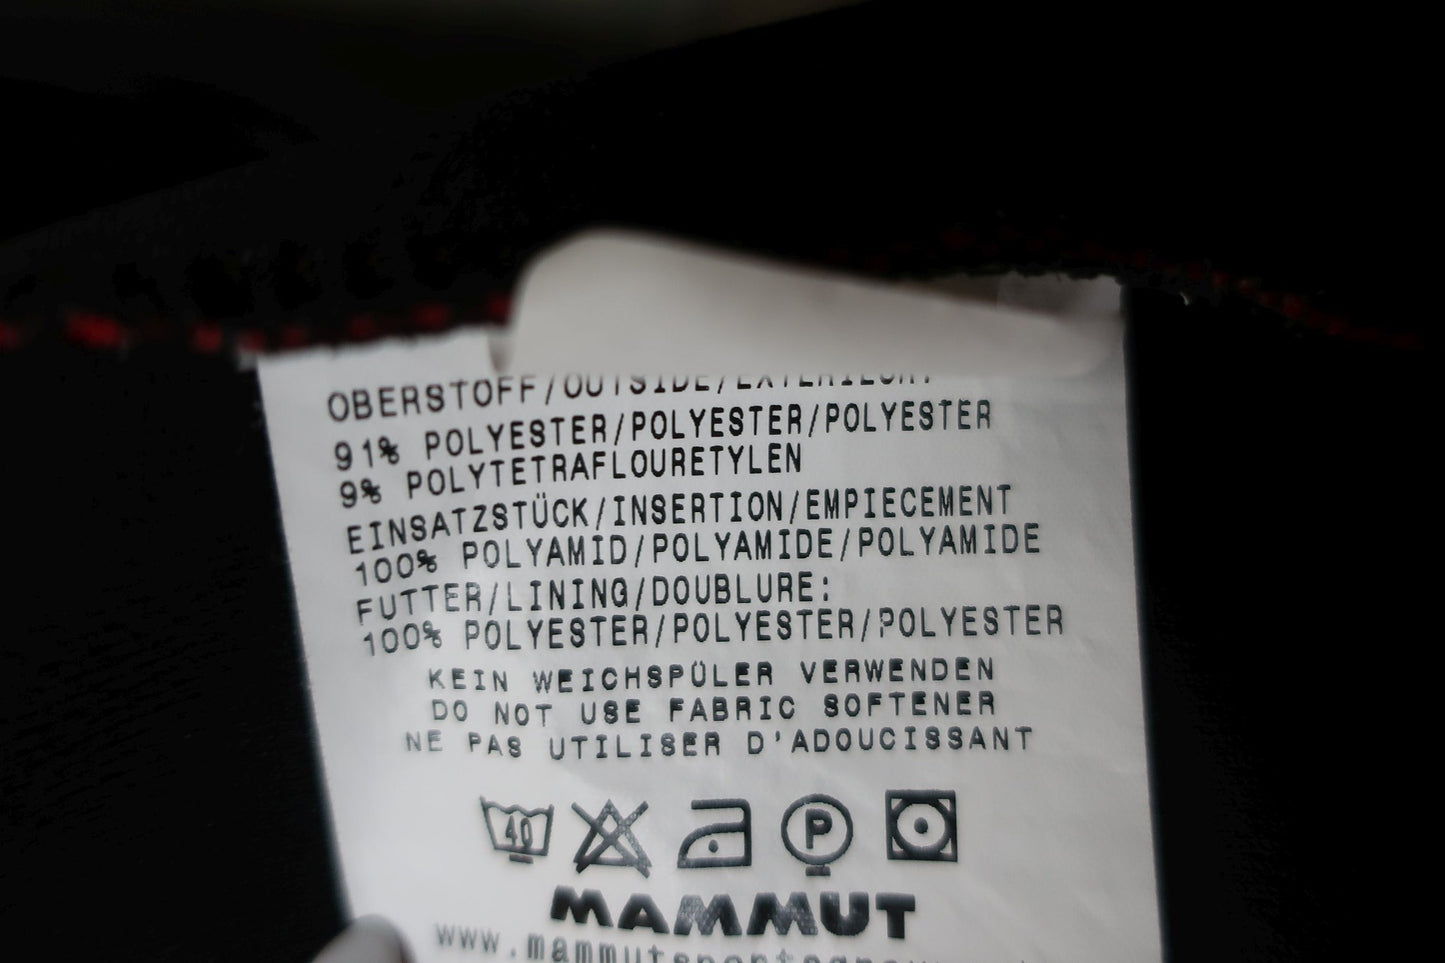 OBERSTOFF/OUTSIDE/EXTERIEUR:
91% POLYESTER/POLYESTER/POLYESTER
9% POLYTETRAFLOURETYLEN
EINSATZSTÜCK/INSERTION/EMPIECEMENT
100% POLYAMID/POLYAMIDE/POLYAMIDE
FUTTER/LINING/DOUBLURE:
100% POLYESTER/POLYESTER/POLYESTER
KEIN WEICHSPÜLER VERWENDEN
DO NOT USE FABRIC SOFTENER
NE PAS UTILISER D'ADOUCISSANT
40 P
MAMMUT